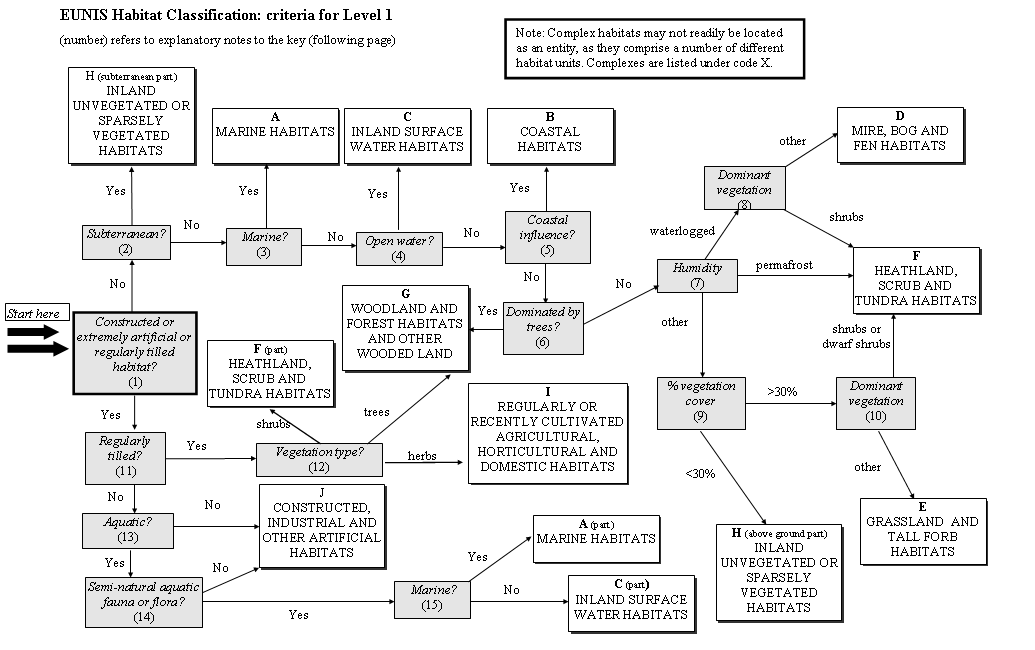 EUNIS Habitat Classification: criteria for Level 1
(number) refers to explanatory notes to the key (following page)
Note: Complex habitats may not readily be located
as an entity, as they comprise a number of different
habitat units. Complexes are listed under code X.
H (subterranean part)
INLAND
UNVEGETATED OR
SPARSELY
VEGETATED
HABITATS
A
MARINE HABITATS
C
INLAND SURFACE
WATER HABITATS
B
COASTAL
HABITATS
D
MIRE, BOG AND
FEN HABITATS
other
Dominant
vegetation
(8)
Yes
Yes
Yes
Yes
shrubs
waterlogged
Subterranean?
(2)
No
Marine?
(3)
No
Open water?
(4)
No
Coastal
influence?
(5)
Humidity
(7)
permafrost
F
HEATHLAND,
SCRUB AND
TUNDRA HABITATS
No
No
No
Start here
Constructed or
extremely artificial or
regularly tilled
habitat?
(1)
G
WOODLAND AND
FOREST HABITATS
AND OTHER
WOODED LAND
Yes
Dominated by
trees?
(6)
other
shrubs or
dwarf shrubs
F (part)
HEATHLAND,
SCRUB AND
TUNDRA HABITATS
% vegetation
cover
(9)
>30%
Dominant
vegetation
(10)
I
REGULARLY OR
RECENTLY CULTIVATED
AGRICULTURAL,
HORTICULTURAL AND
DOMESTIC HABITATS
Yes
shrubs
trees
Regularly
tilled?
(11)
Yes
Vegetation type?
(12)
herbs
<30%
other
No
No
J
CONSTRUCTED,
INDUSTRIAL AND
OTHER ARTIFICIAL
HABITATS
E
GRASSLAND AND
TALL FORB
HABITATS
Aquatic?
(13)
A (part)
MARINE HABITATS
H (above ground part)
INLAND
UNVEGETATED OR
SPARSELY
VEGETATED
HABITATS
Yes
No
Yes
Semi-natural aquatic
fauna or flora?
(14)
Yes
Marine?
(15)
No
C (part)
INLAND SURFACE
WATER HABITATS